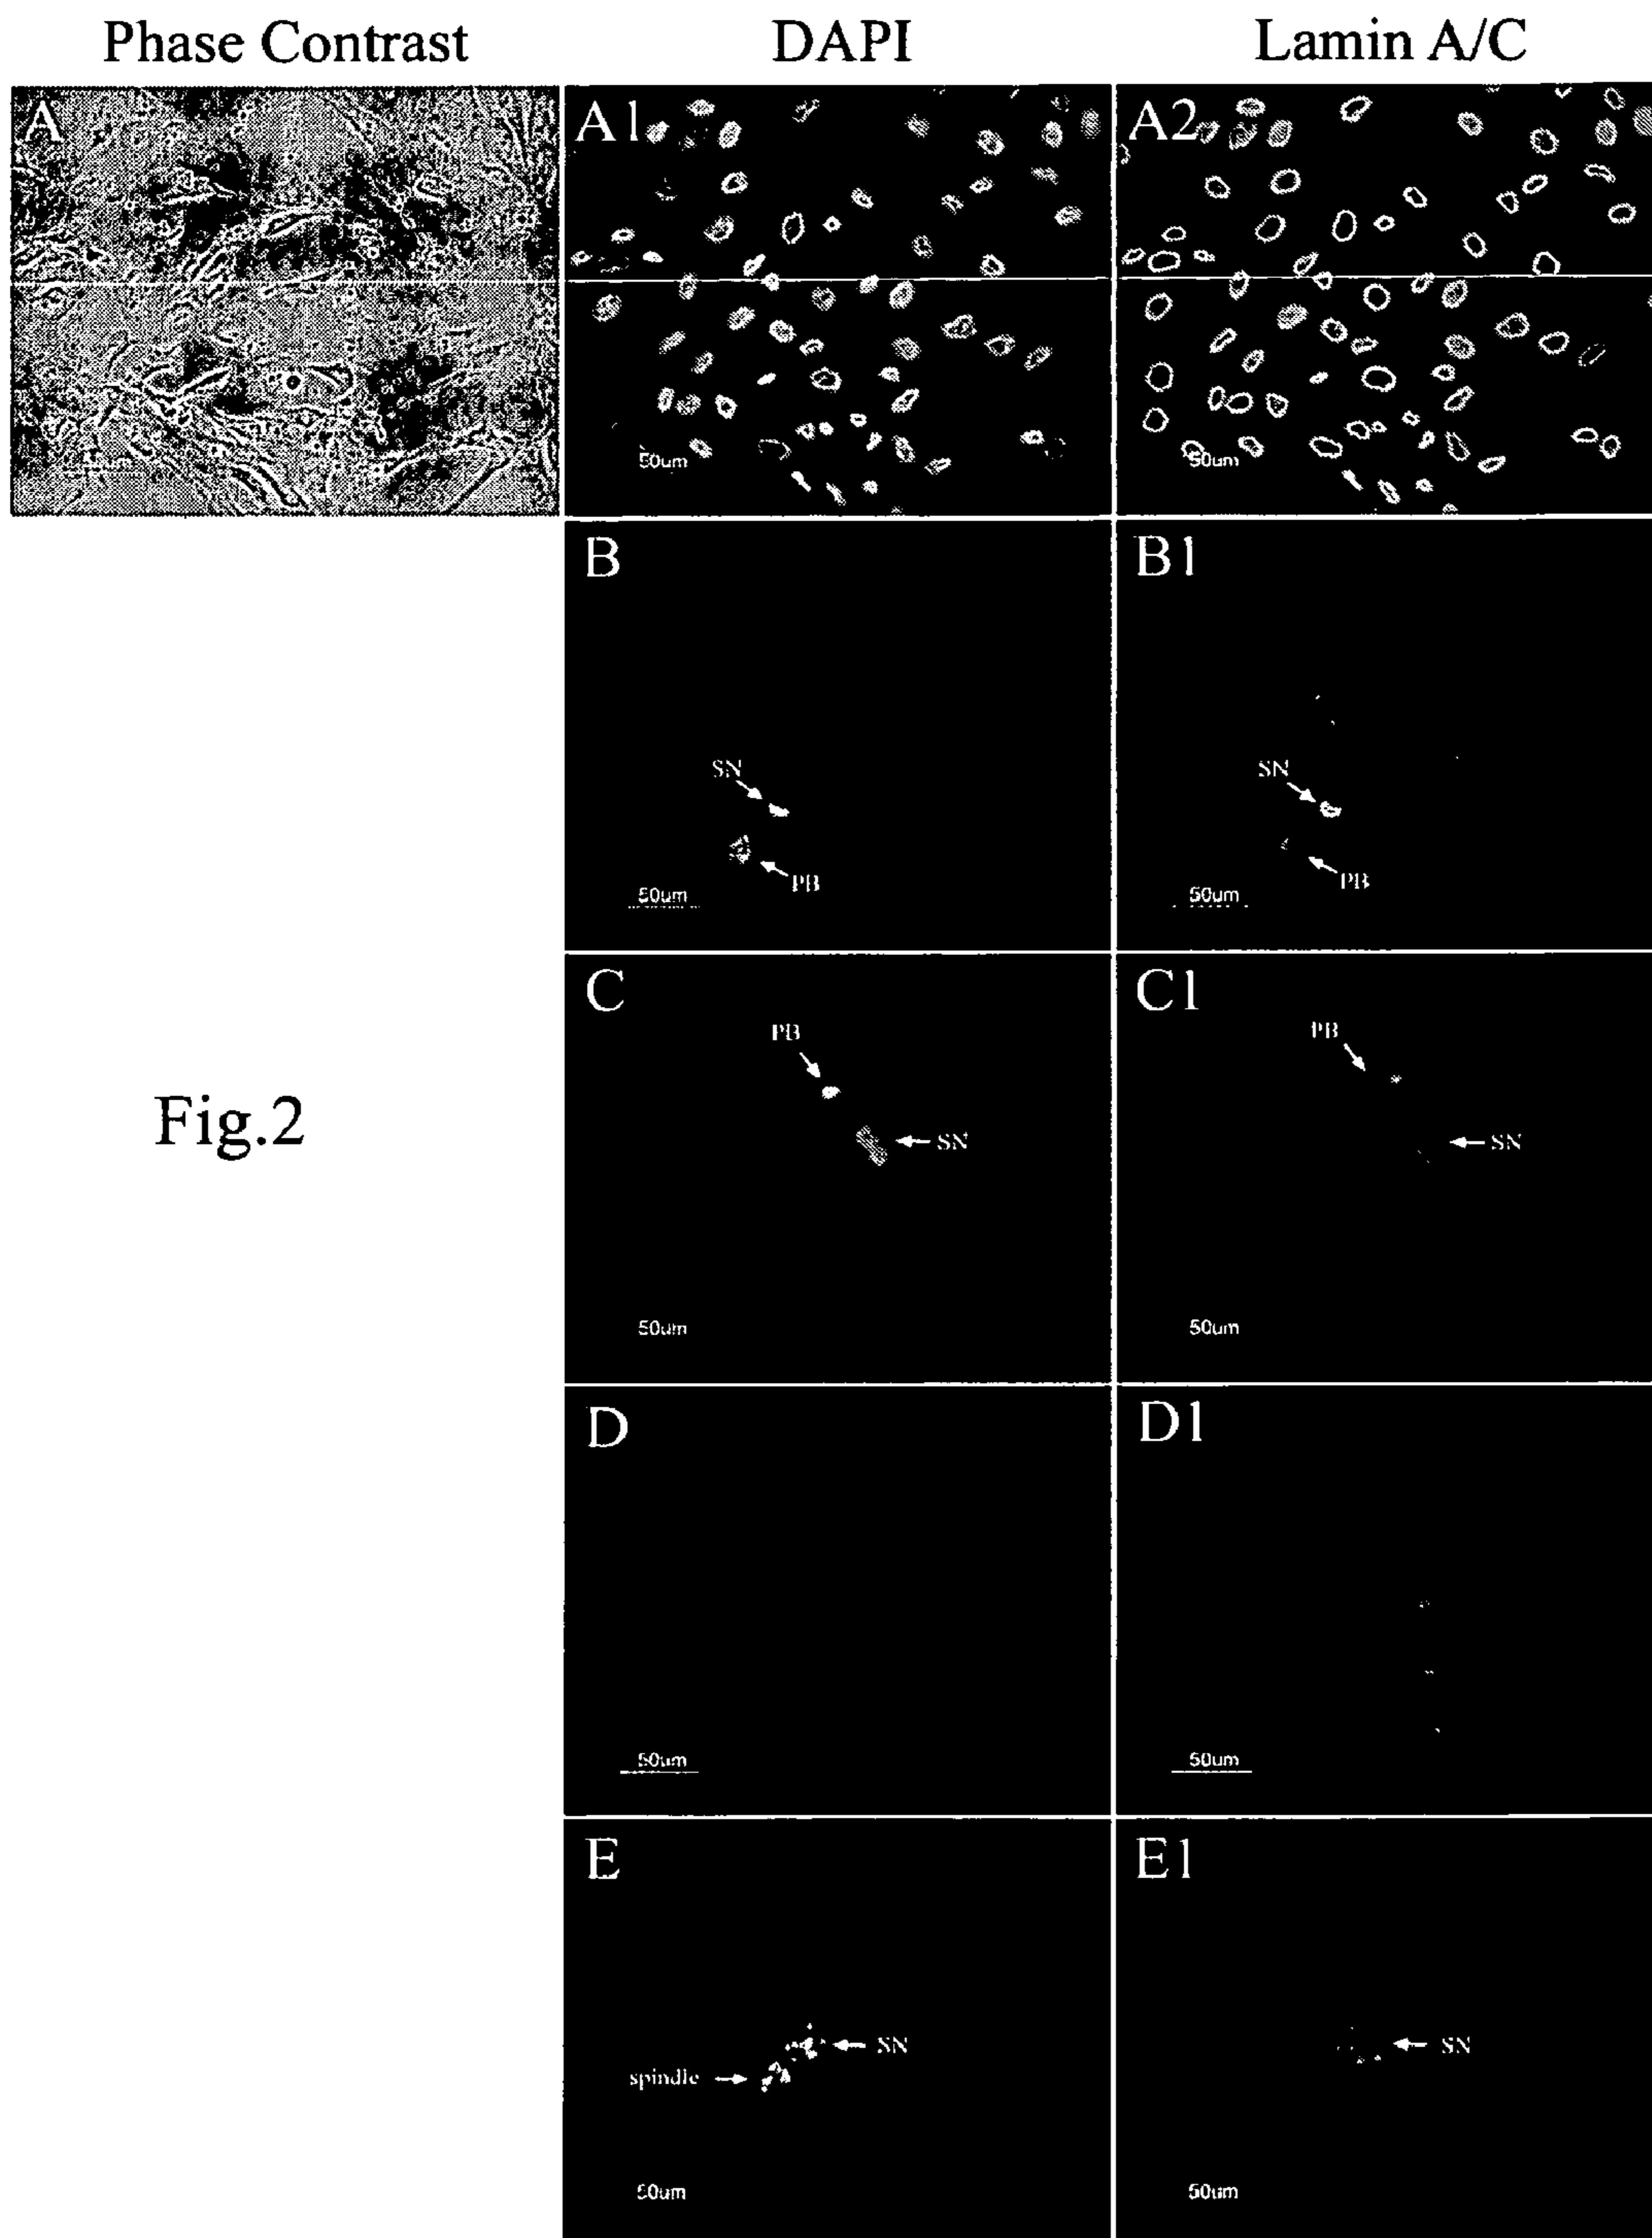 Phase Contrast DAPI Lamin A/C
A A1 A2
50um 50um
B B1
SN SN
PB PB
50um 50um
C C1
PB PB
SN SN
50um 50um
Fig.2
D D1
50um 50um
E E1
SN SN
spindle
50um 50um